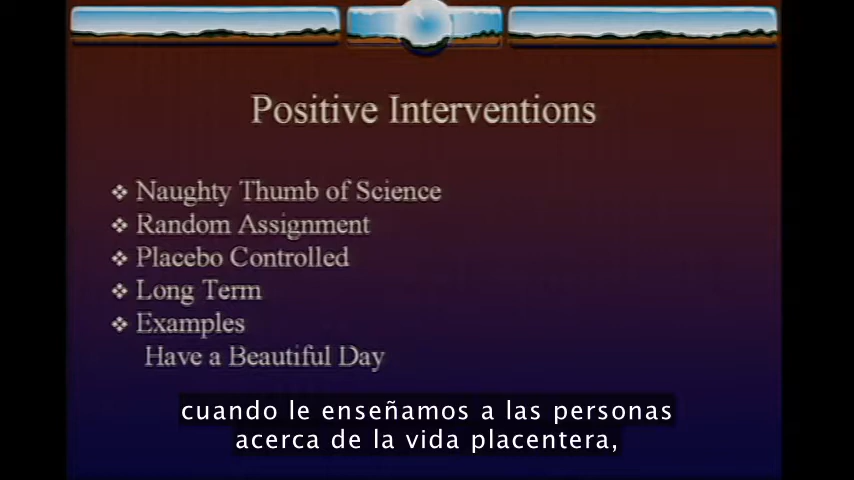 Positive Interventions
❖ Naughty Thumb of Science
❖ Random Assignment
❖ Placebo Controlled
❖ Long Term
❖ Examples
Have a Beautiful Day
cuando le enseñamos a las personas
acerca de la vida placentera,